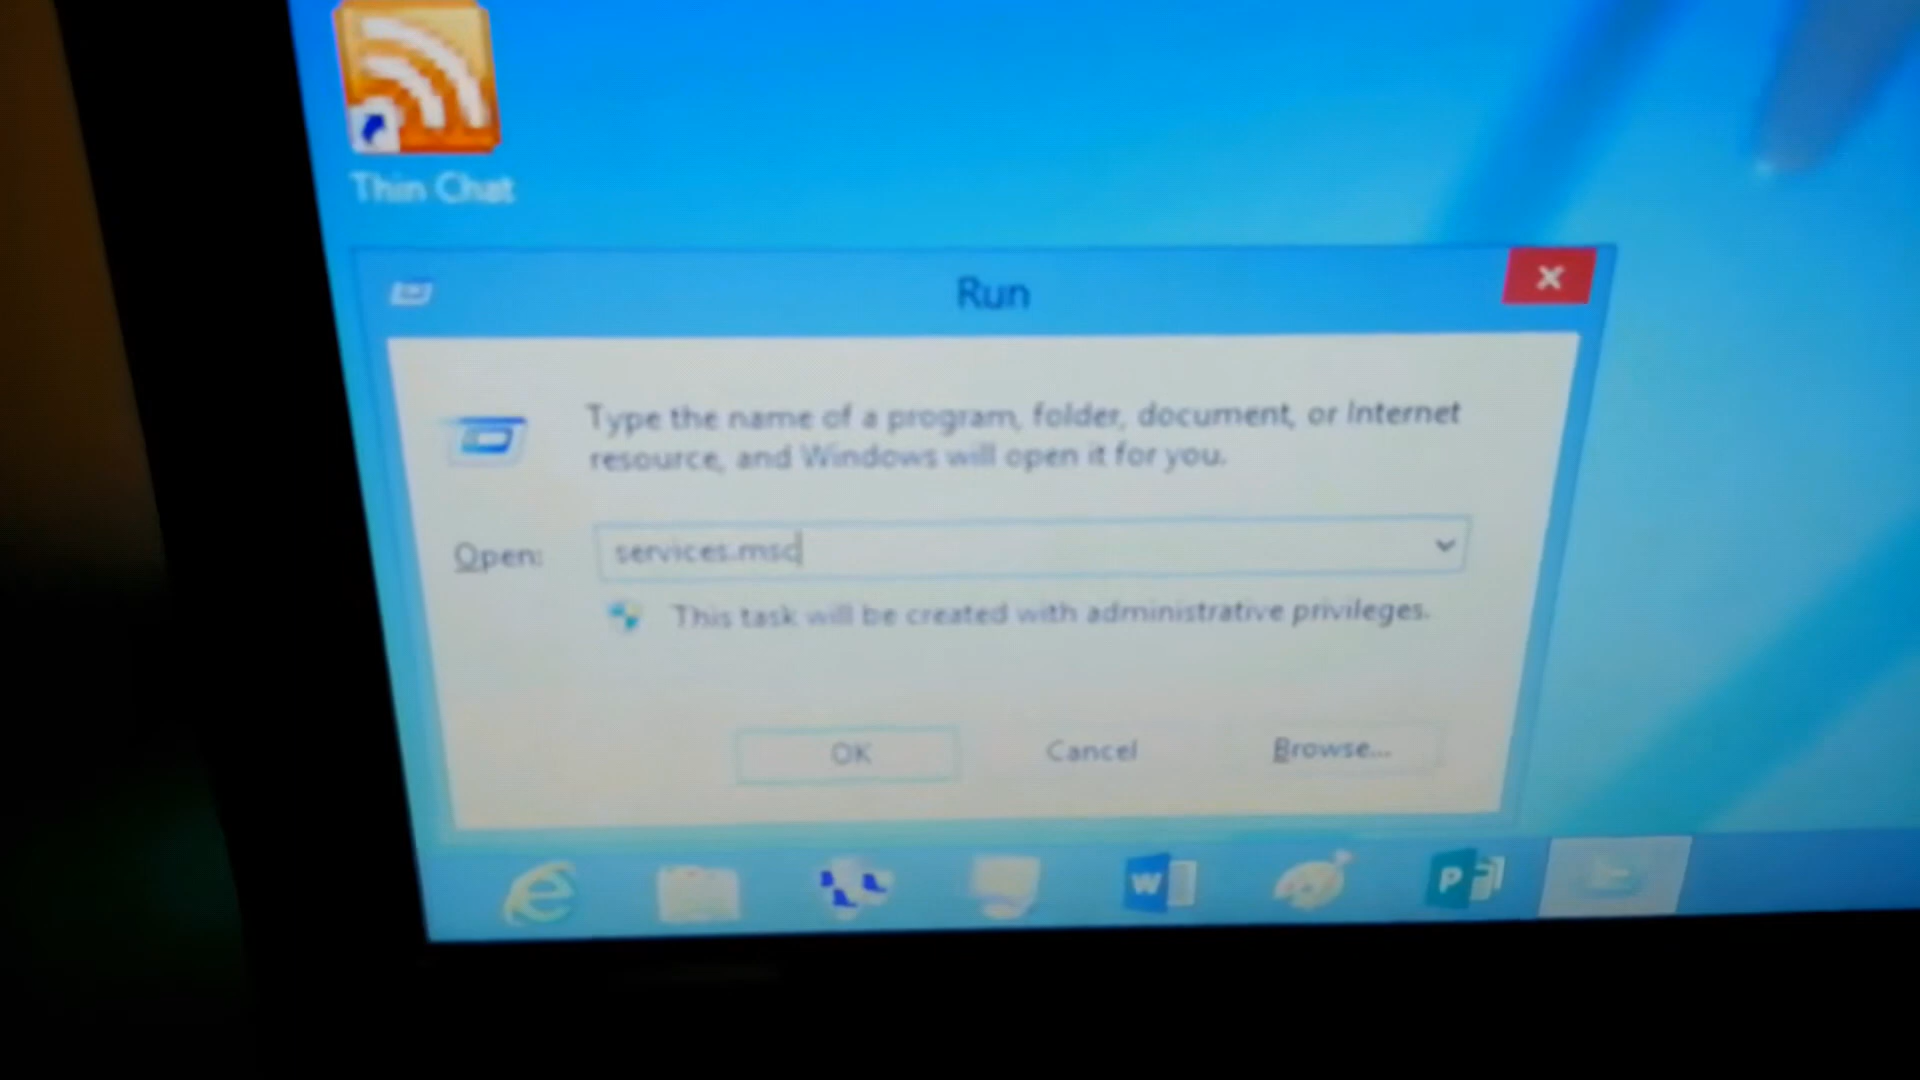 Thin Chat
Run
Type the name of a program, folder, document, or Internet
resource, and Windows will open it for you.
Open:
services.msc
This task will be created with administrative privileges.
OK
Cancel
Browse...
W
P